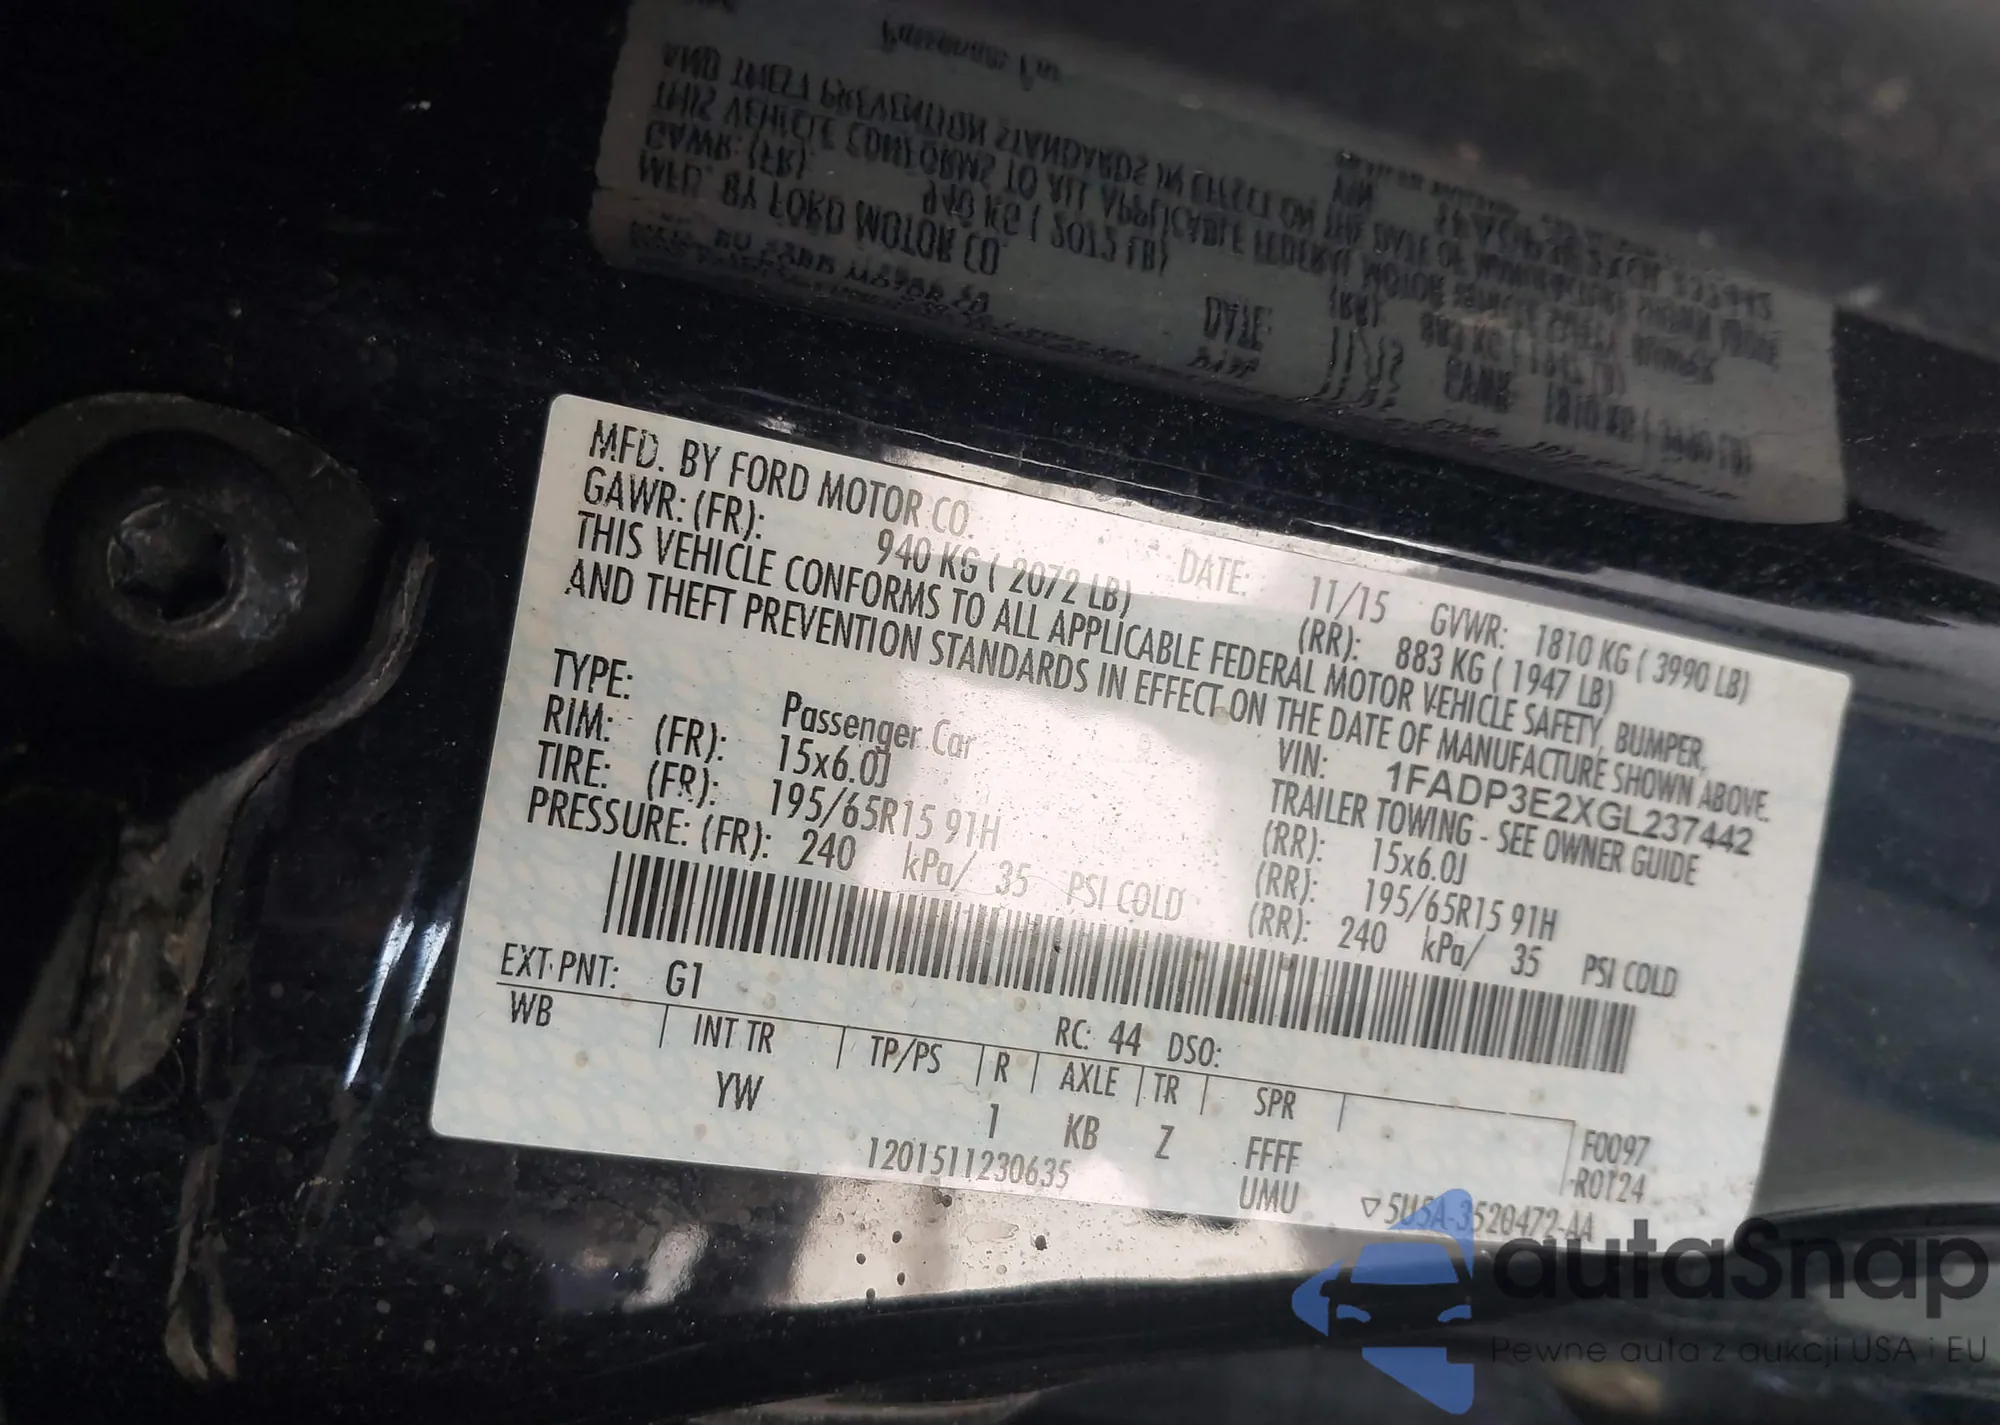 MFD. BY FORD MOTOR CO. DATE: 11/15 GVWR: 1810 KG ( 3990 LB)
GAWR: (FR): 940 KG ( 2072 LB) (RR): 883 KG ( 1947 LB)
THIS VEHICLE CONFORMS TO ALL APPLICABLE FEDERAL MOTOR VEHICLE SAFETY, BUMPER,
AND THEFT PREVENTION STANDARDS IN EFFECT ON THE DATE OF MANUFACTURE SHOWN ABOVE.
VIN: 1FADP3E2XGL237442
TYPE: Passenger Car TRAILER TOWING - SEE OWNER GUIDE
RIM: (FR): 15x6.0J (RR): 15x6.0J
TIRE: (FR): 195/65R15 91H (RR): 195/65R15 91H
PRESSURE: (FR): 240 kPa/ 35 PSI COLD (RR): 240 kPa/ 35 PSI COLD
EXT PNT: G1 RC: 44 DSO:
WB | INT TR | TP/PS | R | AXLE | TR | SPR | F0097
YW 1 KB Z FFFF R0T24
1201511230635 UMU ▽5U5A-3520472-AA
autoSnap
Pewne auta z aukcji USA i EU